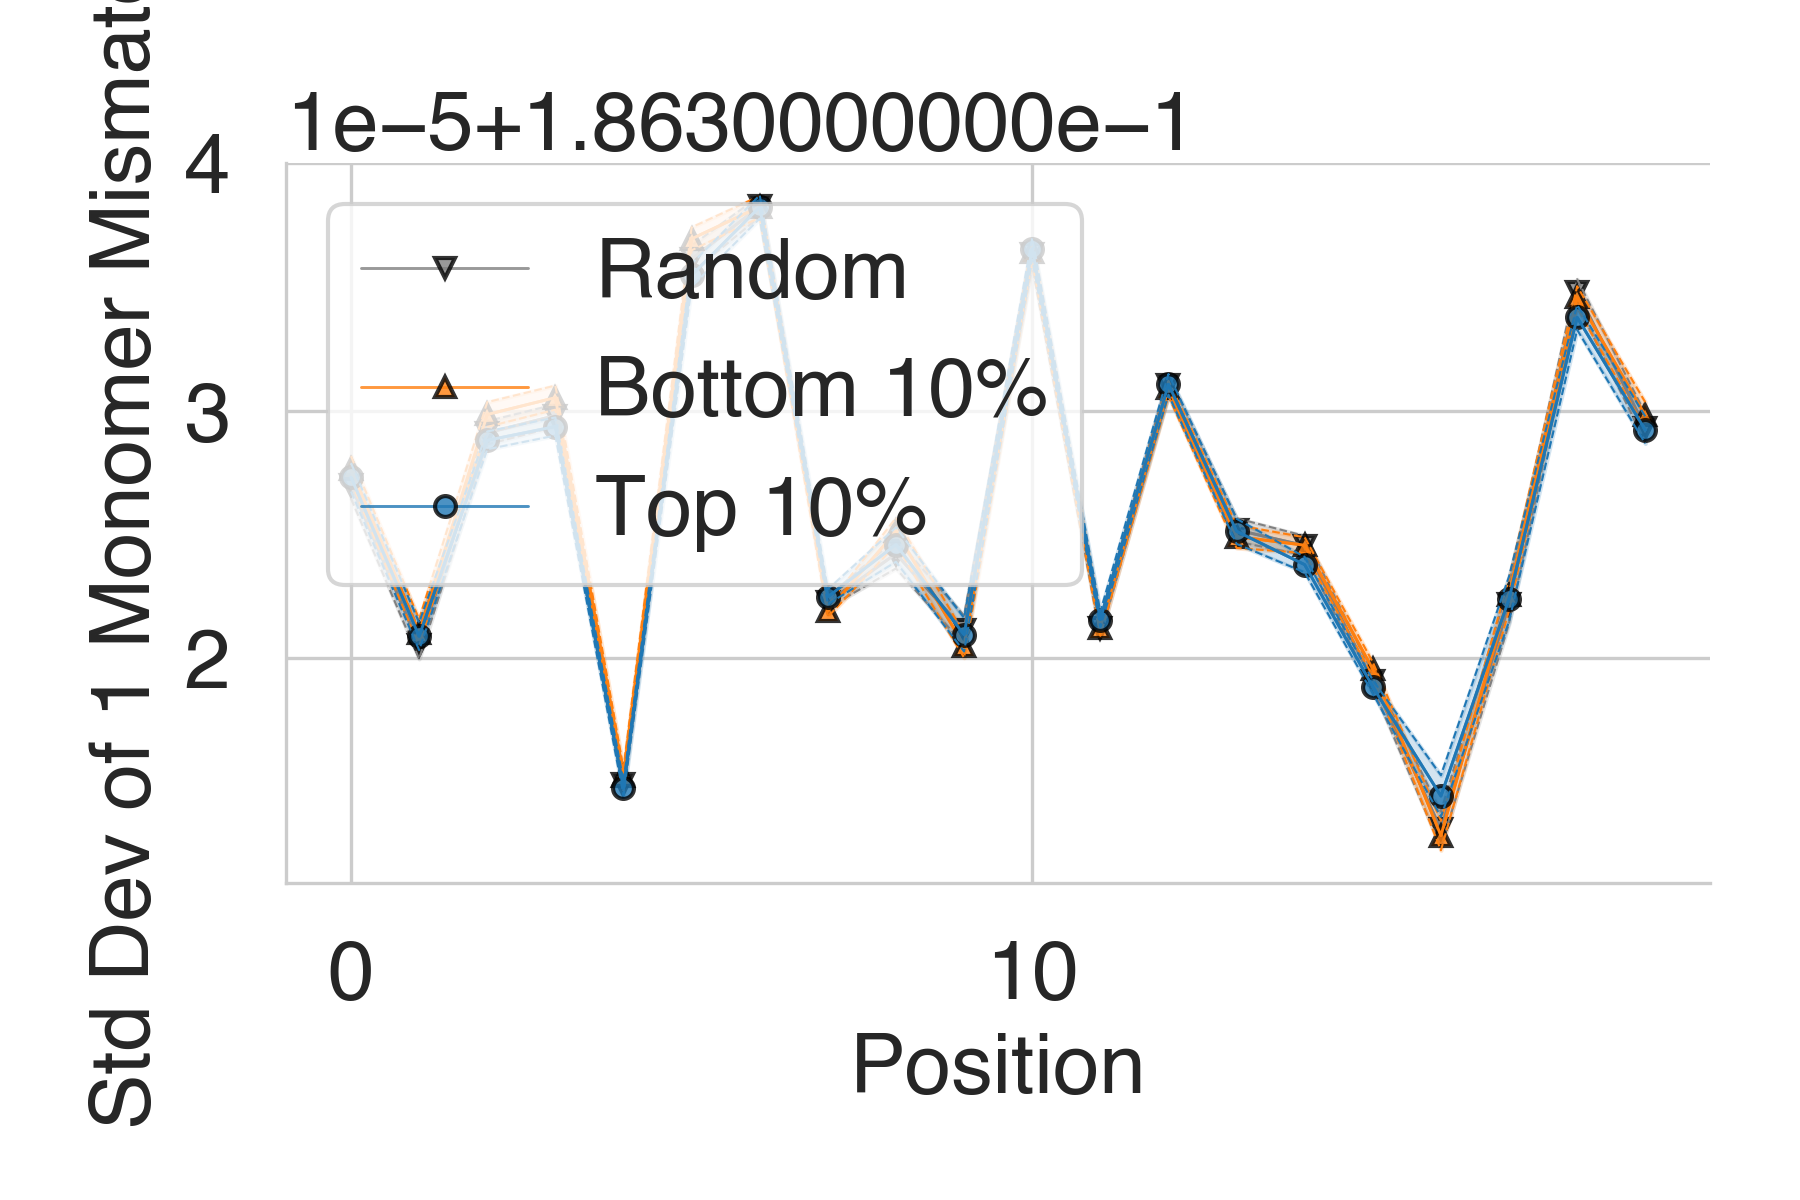 1e−5+1.8630000000e−1
4
3
2
Std Dev of 1 Monomer
Random
Bottom 10%
Top 10%
0
10
Position